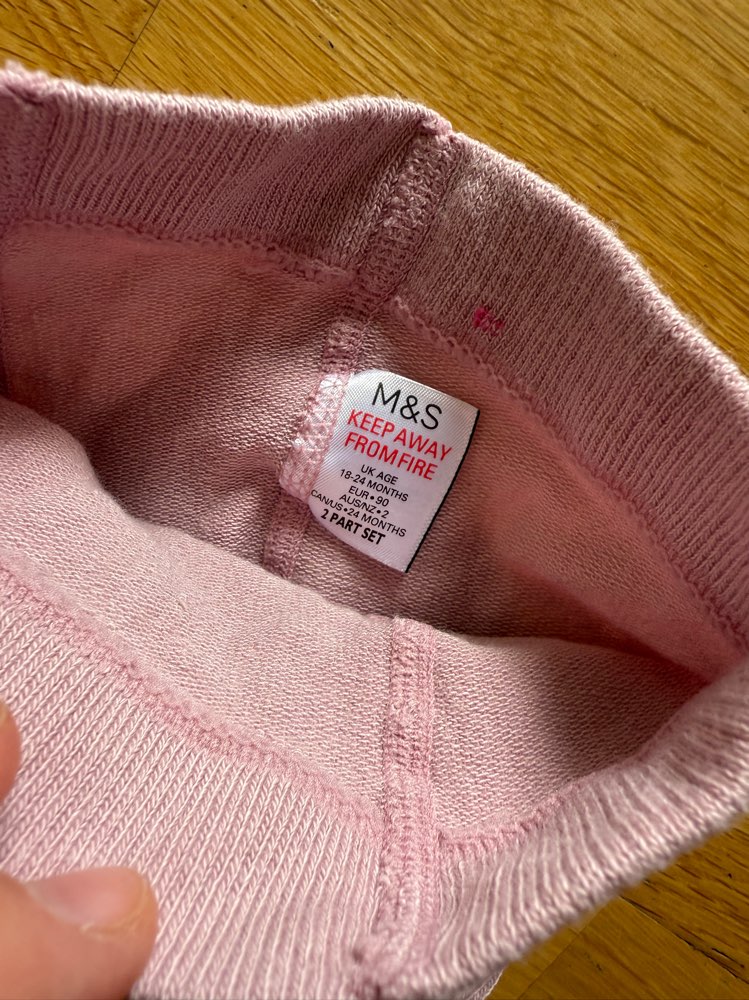 M&S
KEEP AWAY
FROM FIRE
UK AGE
18-24 MONTHS
EUR•90
AUS/NZ•2
CAN/US•24 MONTHS
2 PART SET